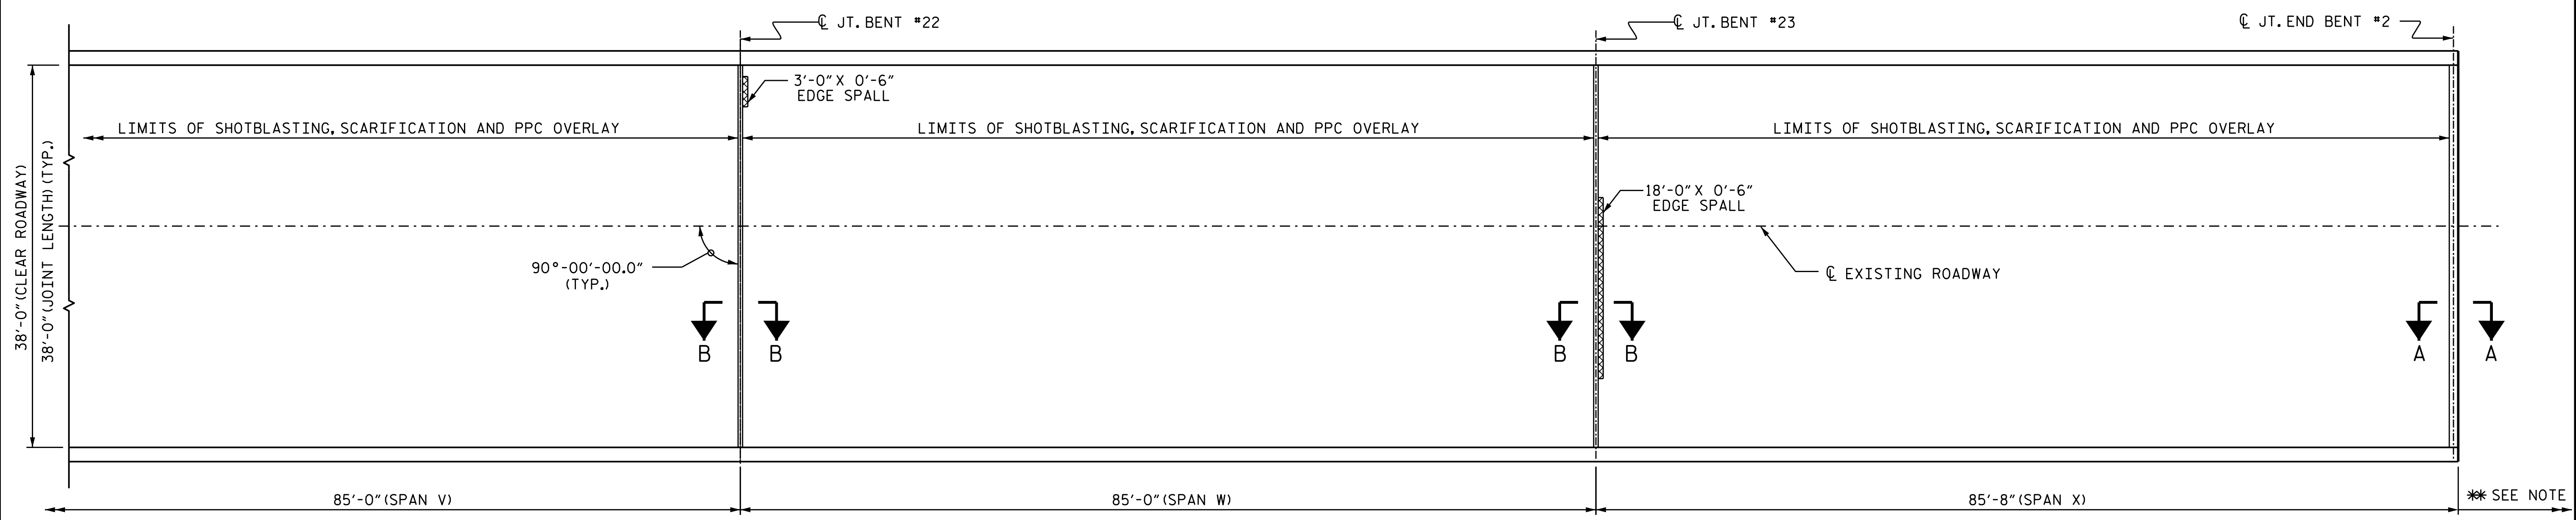 ℄ JT. BENT #22
℄ JT. BENT #23
℄ JT. END BENT #2
3'-0" X 0'-6"
EDGE SPALL
LIMITS OF SHOTBLASTING, SCARIFICATION AND PPC OVERLAY
LIMITS OF SHOTBLASTING, SCARIFICATION AND PPC OVERLAY
LIMITS OF SHOTBLASTING, SCARIFICATION AND PPC OVERLAY
38'-0" (CLEAR ROADWAY)
38'-0" (JOINT LENGTH) (TYP.)
18'-0" X 0'-6"
EDGE SPALL
90°-00'-00.0"
(TYP.)
℄ EXISTING ROADWAY
B
B
B
B
A
A
85'-0" (SPAN V)
85'-0" (SPAN W)
85'-8" (SPAN X)
** SEE NOTE